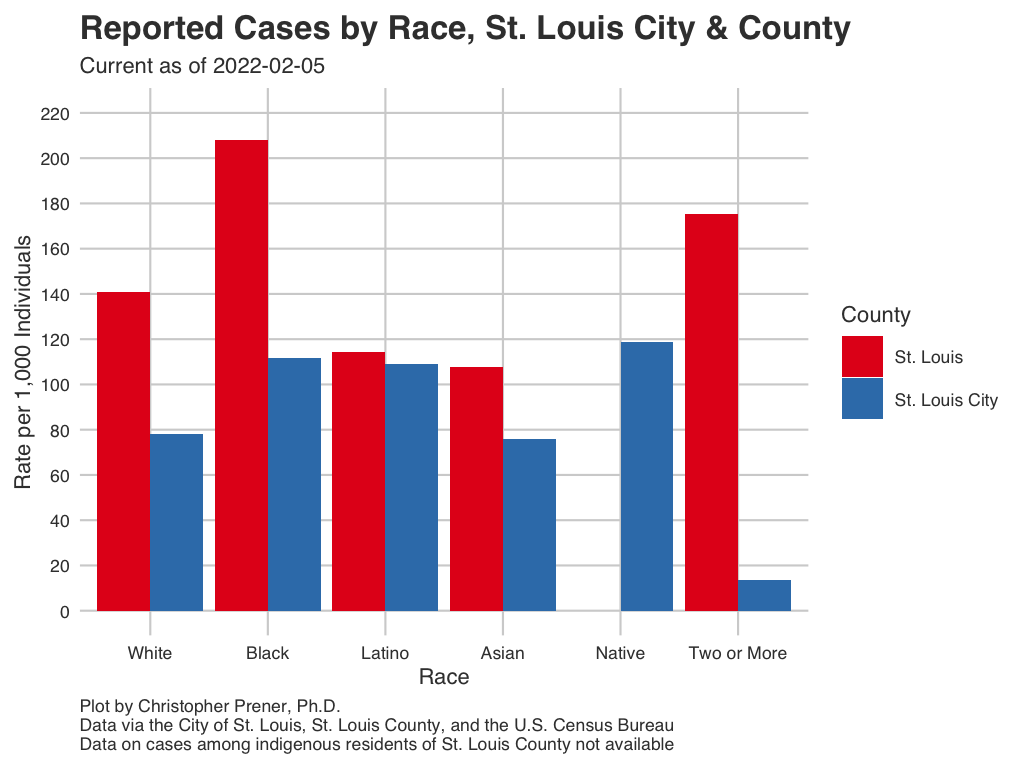 Reported Cases by Race, St. Louis City & County
Current as of 2022-02-05
Rate per 1,000 Individuals
220
200
180
160
140
120
100
80
60
40
20
0
White Black Latino Asian Native Two or More
Race
County
St. Louis
St. Louis City
Plot by Christopher Prener, Ph.D.
Data via the City of St. Louis, St. Louis County, and the U.S. Census Bureau
Data on cases among indigenous residents of St. Louis County not available